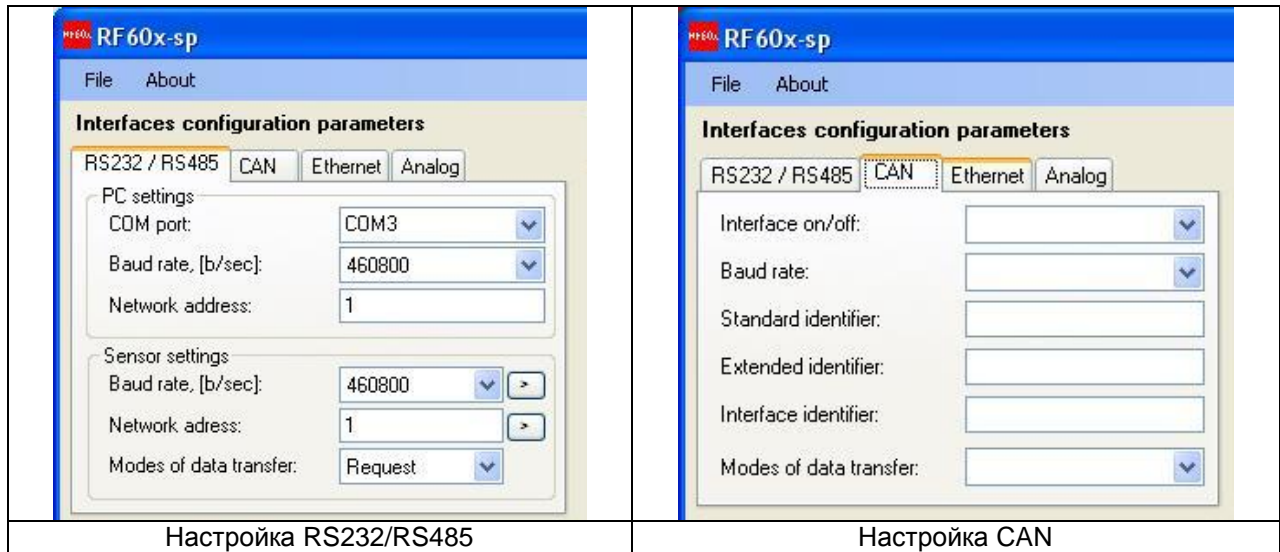 RF60x-sp
File About
Interfaces configuration parameters
RS232 / RS485 CAN Ethernet Analog
PC settings
COM port: COM3
Baud rate, [b/sec]: 460800
Network address: 1
Sensor settings
Baud rate, [b/sec]: 460800 >
Network adress: 1 >
Modes of data transfer: Request
Настройка RS232/RS485
RF60x-sp
File About
Interfaces configuration parameters
RS232 / RS485 CAN Ethernet Analog
Interface on/off:
Baud rate:
Standard identifier:
Extended identifier:
Interface identifier:
Modes of data transfer:
Настройка CAN